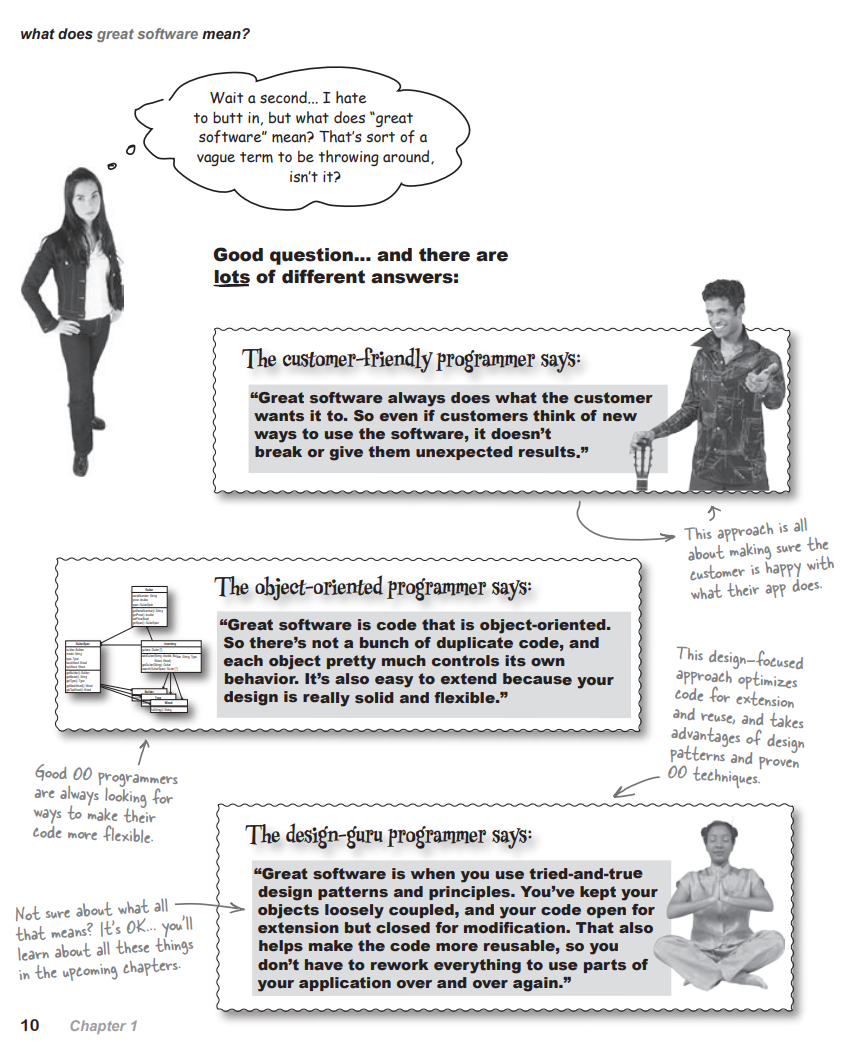 what does great software mean?
Wait a second... I hate
to butt in, but what does “great
software” mean? That’s sort of a
vague term to be throwing around,
isn’t it?
Good question... and there are
lots of different answers:
The customer-friendly programmer says:
“Great software always does what the customer
wants it to. So even if customers think of new
ways to use the software, it doesn’t
break or give them unexpected results.”
This approach is all
about making sure the
customer is happy with
what their app does.
The object-oriented programmer says:
“Great software is code that is object-oriented.
So there’s not a bunch of duplicate code, and
each object pretty much controls its own
behavior. It’s also easy to extend because your
design is really solid and flexible.”
Good OO programmers
are always looking for
ways to make their
code more flexible.
This design-focused
approach optimizes
code for extension
and reuse, and takes
advantages of design
patterns and proven
OO techniques.
The design-guru programmer says:
“Great software is when you use tried-and-true
design patterns and principles. You’ve kept your
objects loosely coupled, and your code open for
extension but closed for modification. That also
helps make the code more reusable, so you
don’t have to rework everything to use parts of
your application over and over again.”
Not sure about what all
that means? It’s OK... you’ll
learn about all these things
in the upcoming chapters.
10 Chapter 1